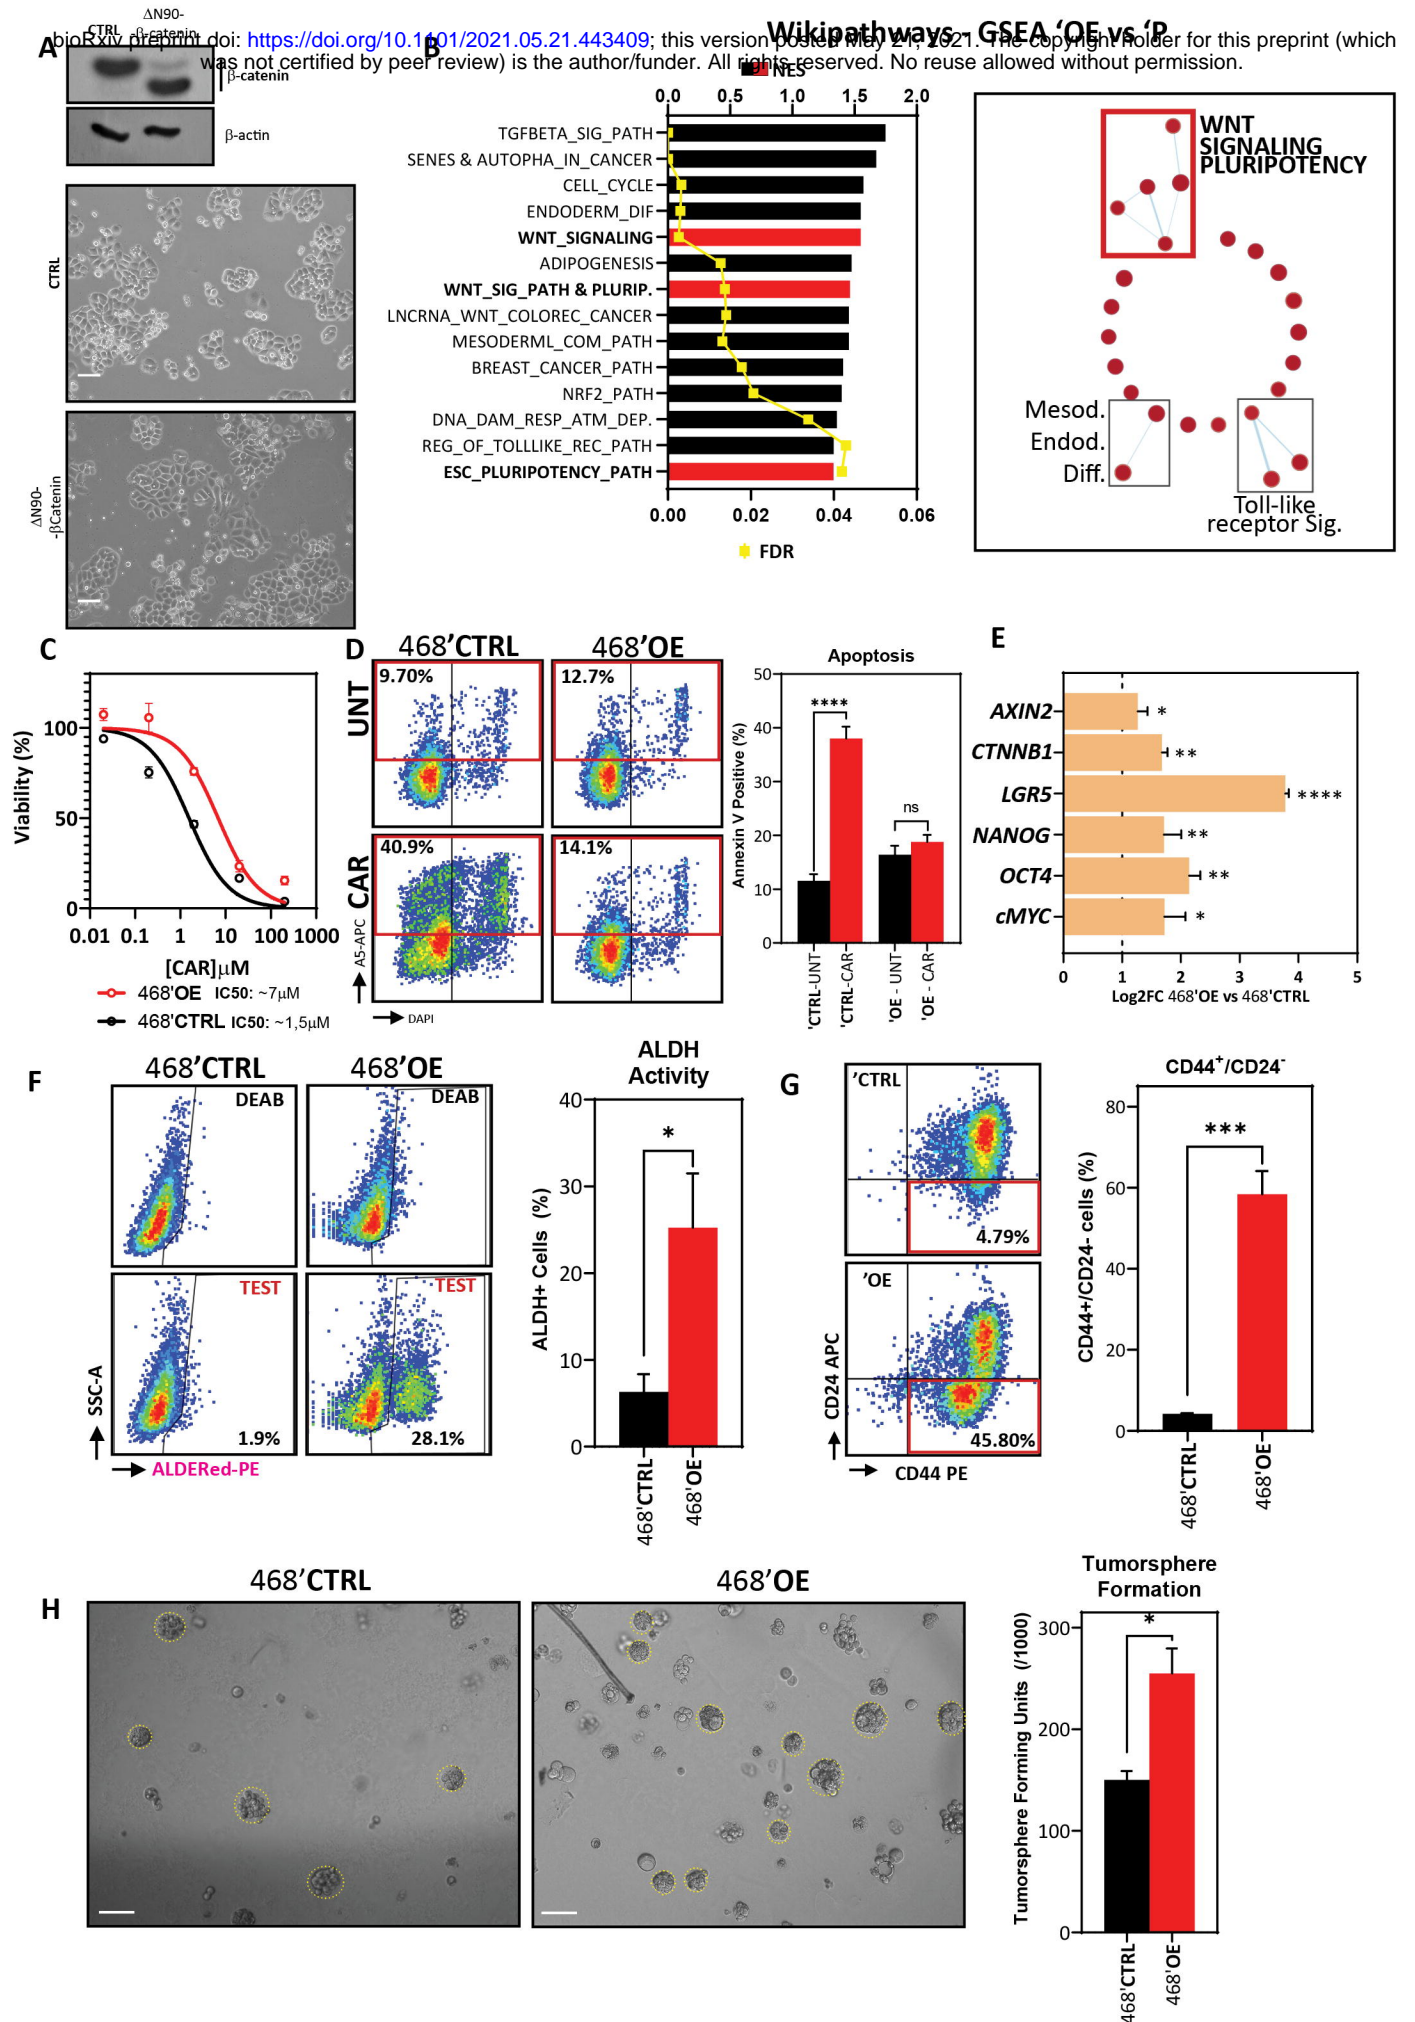 bioRxiv preprint doi: https://doi.org/10.1101/2021.05.21.443409; this version posted May 21, 2021. The copyright holder for this preprint (which
was not certified by peer review) is the author/funder. All rights reserved. No reuse allowed without permission.
A
CTRL
ΔN90-
-β-catenin
β-catenin
β-actin
CTRL
ΔN90-
-βCatenin
B
Wikipathways - GSEA ‘OE vs ‘P
NES
0.0 0.5 1.0 1.5 2.0
TGFBETA_SIG_PATH
SENES & AUTOPHA_IN_CANCER
CELL_CYCLE
ENDODERM_DIF
WNT_SIGNALING
ADIPOGENESIS
WNT_SIG_PATH & PLURIP.
LNCRNA_WNT_COLOREC_CANCER
MESODERML_COM_PATH
BREAST_CANCER_PATH
NRF2_PATH
DNA_DAM_RESP_ATM_DEP.
REG_OF_TOLLLIKE_REC_PATH
ESC_PLURIPOTENCY_PATH
0.00 0.02 0.04 0.06
FDR
WNT
SIGNALING
PLURIPOTENCY
Mesod.
Endod.
Diff.
Toll-like
receptor Sig.
C
Viability (%)
100
50
0
0.01 0.1 1 10 100 1000
[CAR]μM
468'OE IC50: ~7μM
468'CTRL IC50: ~1,5μM
D
468’CTRL 468’OE
UNT
9.70% 12.7%
CAR
40.9% 14.1%
A5-APC
DAPI
Apoptosis
Annexin V Positive (%)
50
40
30
20
10
0
****
ns
'CTRL-UNT
'CTRL-CAR
'OE - UNT
'OE - CAR
E
AXIN2 *
CTNNB1 **
LGR5 ****
NANOG **
OCT4 **
cMYC *
0 1 2 3 4 5
Log2FC 468'OE vs 468'CTRL
F
468’CTRL 468’OE
DEAB DEAB
TEST TEST
1.9% 28.1%
SSC-A
ALDERed-PE
ALDH
Activity
ALDH+ Cells (%)
40
30
20
10
0
*
468'CTRL
468'OE
G
’CTRL
4.79%
’OE
45.80%
CD24 APC
CD44 PE
CD44+/CD24-
CD44+/CD24- cells (%)
80
60
40
20
0
***
468'CTRL
468'OE
H
468’CTRL 468’OE
Tumorsphere
Formation
Tumorsphere Forming Units (/1000)
300
200
100
0
*
468'CTRL
468'OE